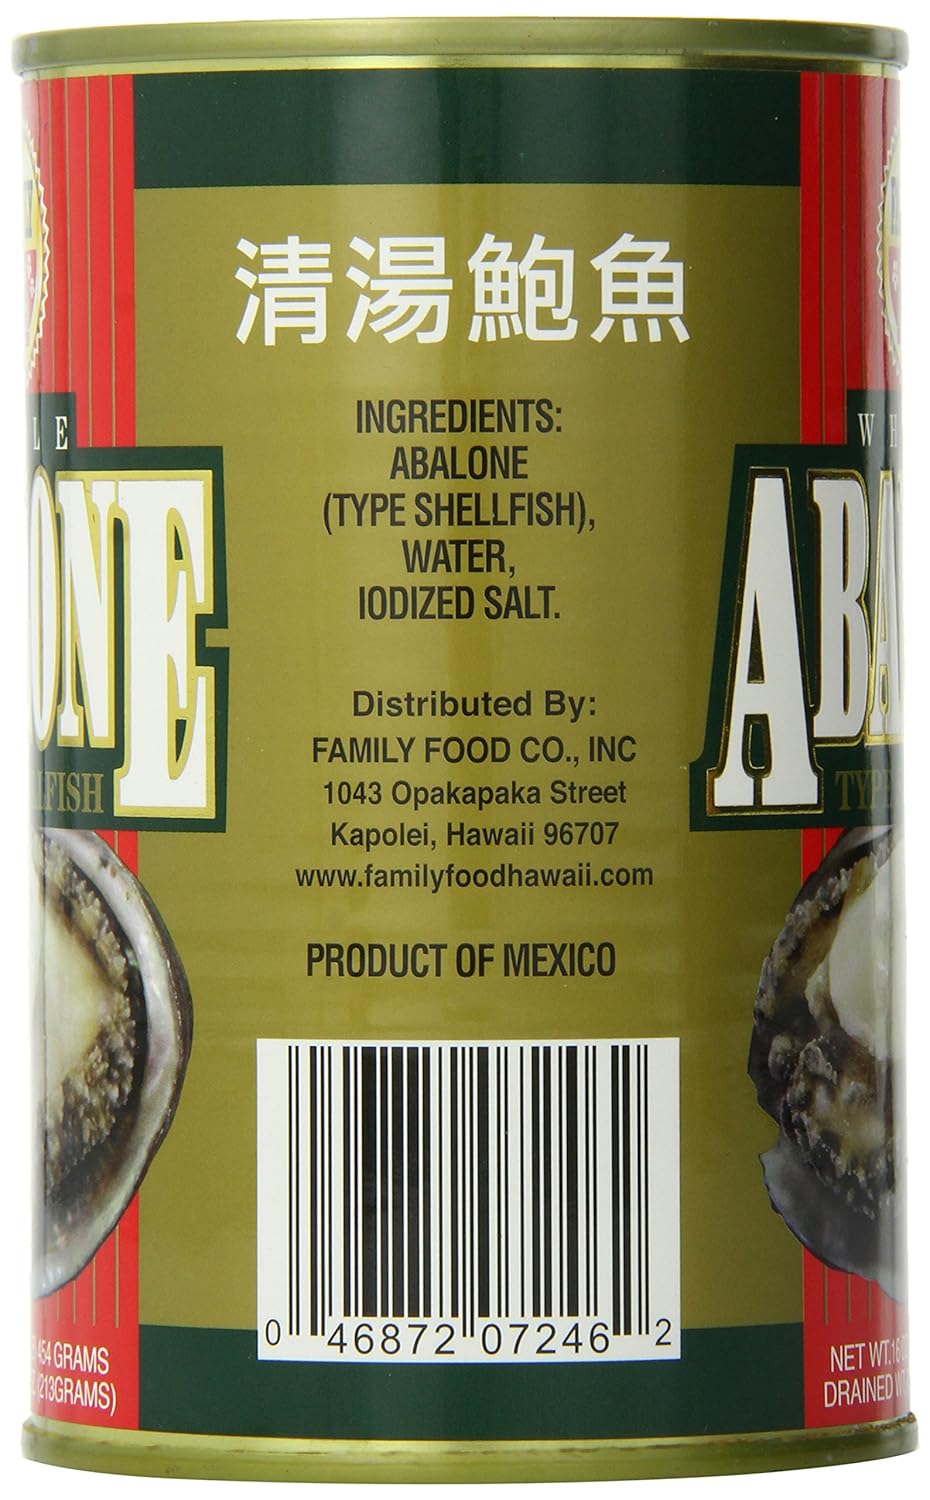 清湯鮑魚
INGREDIENTS:
ABALONE
(TYPE SHELLFISH),
WATER,
IODIZED SALT.
Distributed By:
FAMILY FOOD CO., INC
1043 Opakapaka Street
Kapolei, Hawaii 96707
www.familyfoodhawaii.com
PRODUCT OF MEXICO
0 46872 07246 2
454 GRAMS
(213GRAMS)
NET WT.
DRAINED